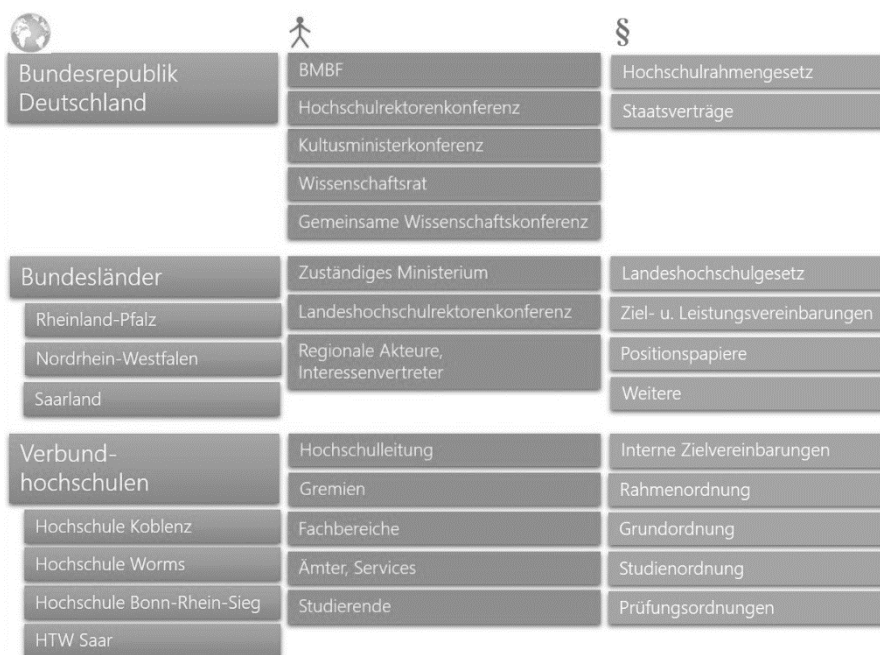 §
Bundesrepublik
Deutschland
BMBF
Hochschulrektorenkonferenz
Kultusministerkonferenz
Wissenschaftsrat
Gemeinsame Wissenschaftskonferenz
Hochschulrahmengesetz
Staatsverträge
Bundesländer
Rheinland-Pfalz
Nordrhein-Westfalen
Saarland
Zuständiges Ministerium
Landeshochschulrektorenkonferenz
Regionale Akteure,
Interessenvertreter
Landeshochschulgesetz
Ziel- u. Leistungsvereinbarungen
Positionspapiere
Weitere
Verbund-
hochschulen
Hochschule Koblenz
Hochschule Worms
Hochschule Bonn-Rhein-Sieg
HTW Saar
Hochschulleitung
Gremien
Fachbereiche
Ämter, Services
Studierende
Interne Zielvereinbarungen
Rahmenordnung
Grundordnung
Studienordnung
Prüfungsordnungen